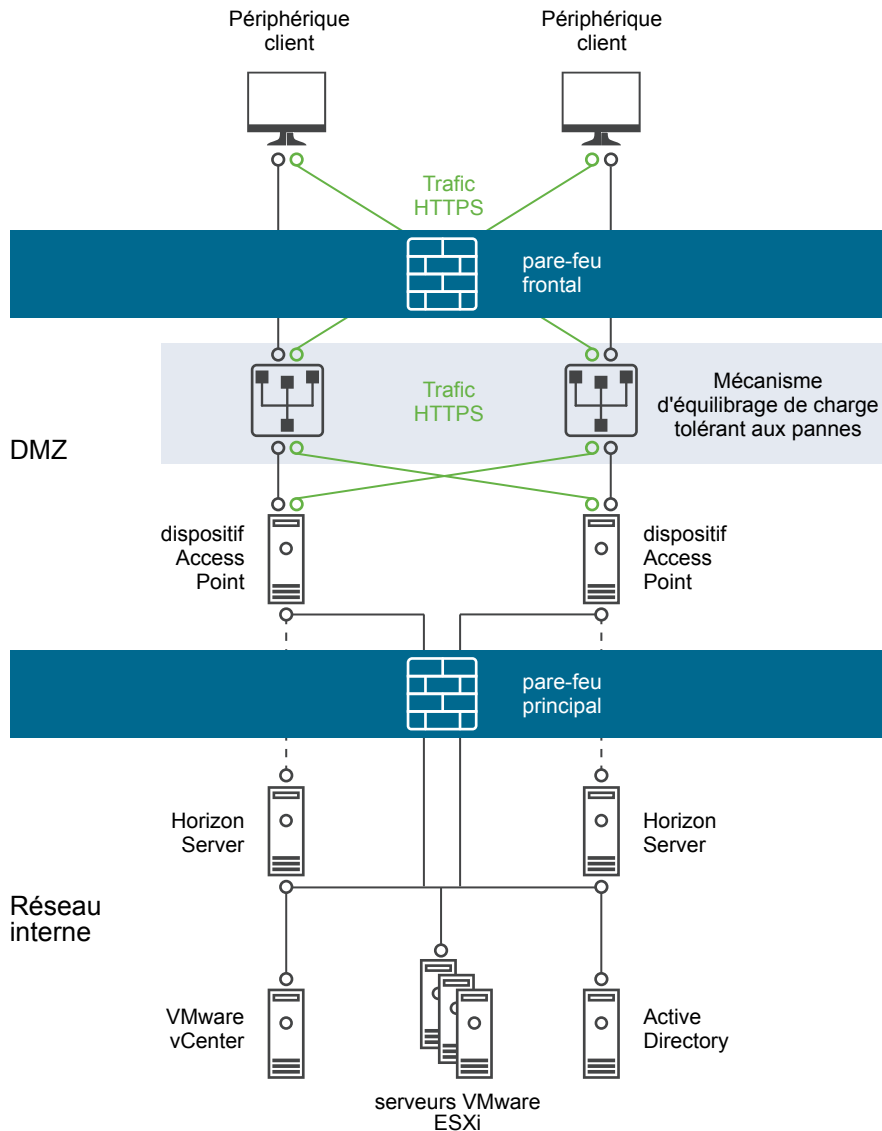 Périphérique
client
Périphérique
client
Trafic
HTTPS
pare-feu
frontal
Trafic
HTTPS
Mécanisme
d'équilibrage de charge
tolérant aux pannes
DMZ
dispositif
Access
Point
dispositif
Access
Point
pare-feu
principal
Horizon
Server
Horizon
Server
Réseau
interne
VMware
vCenter
Active
Directory
serveurs VMware
ESXi